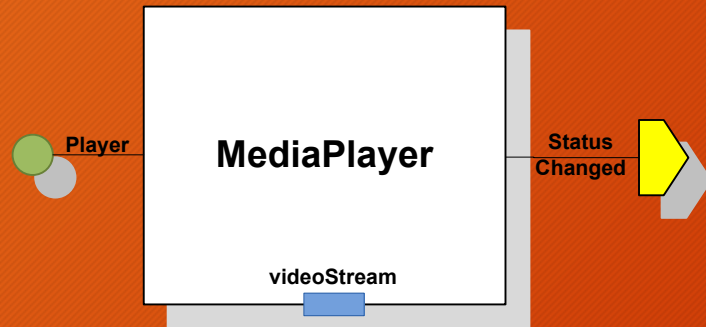 Player
MediaPlayer
Status
Changed
videoStream